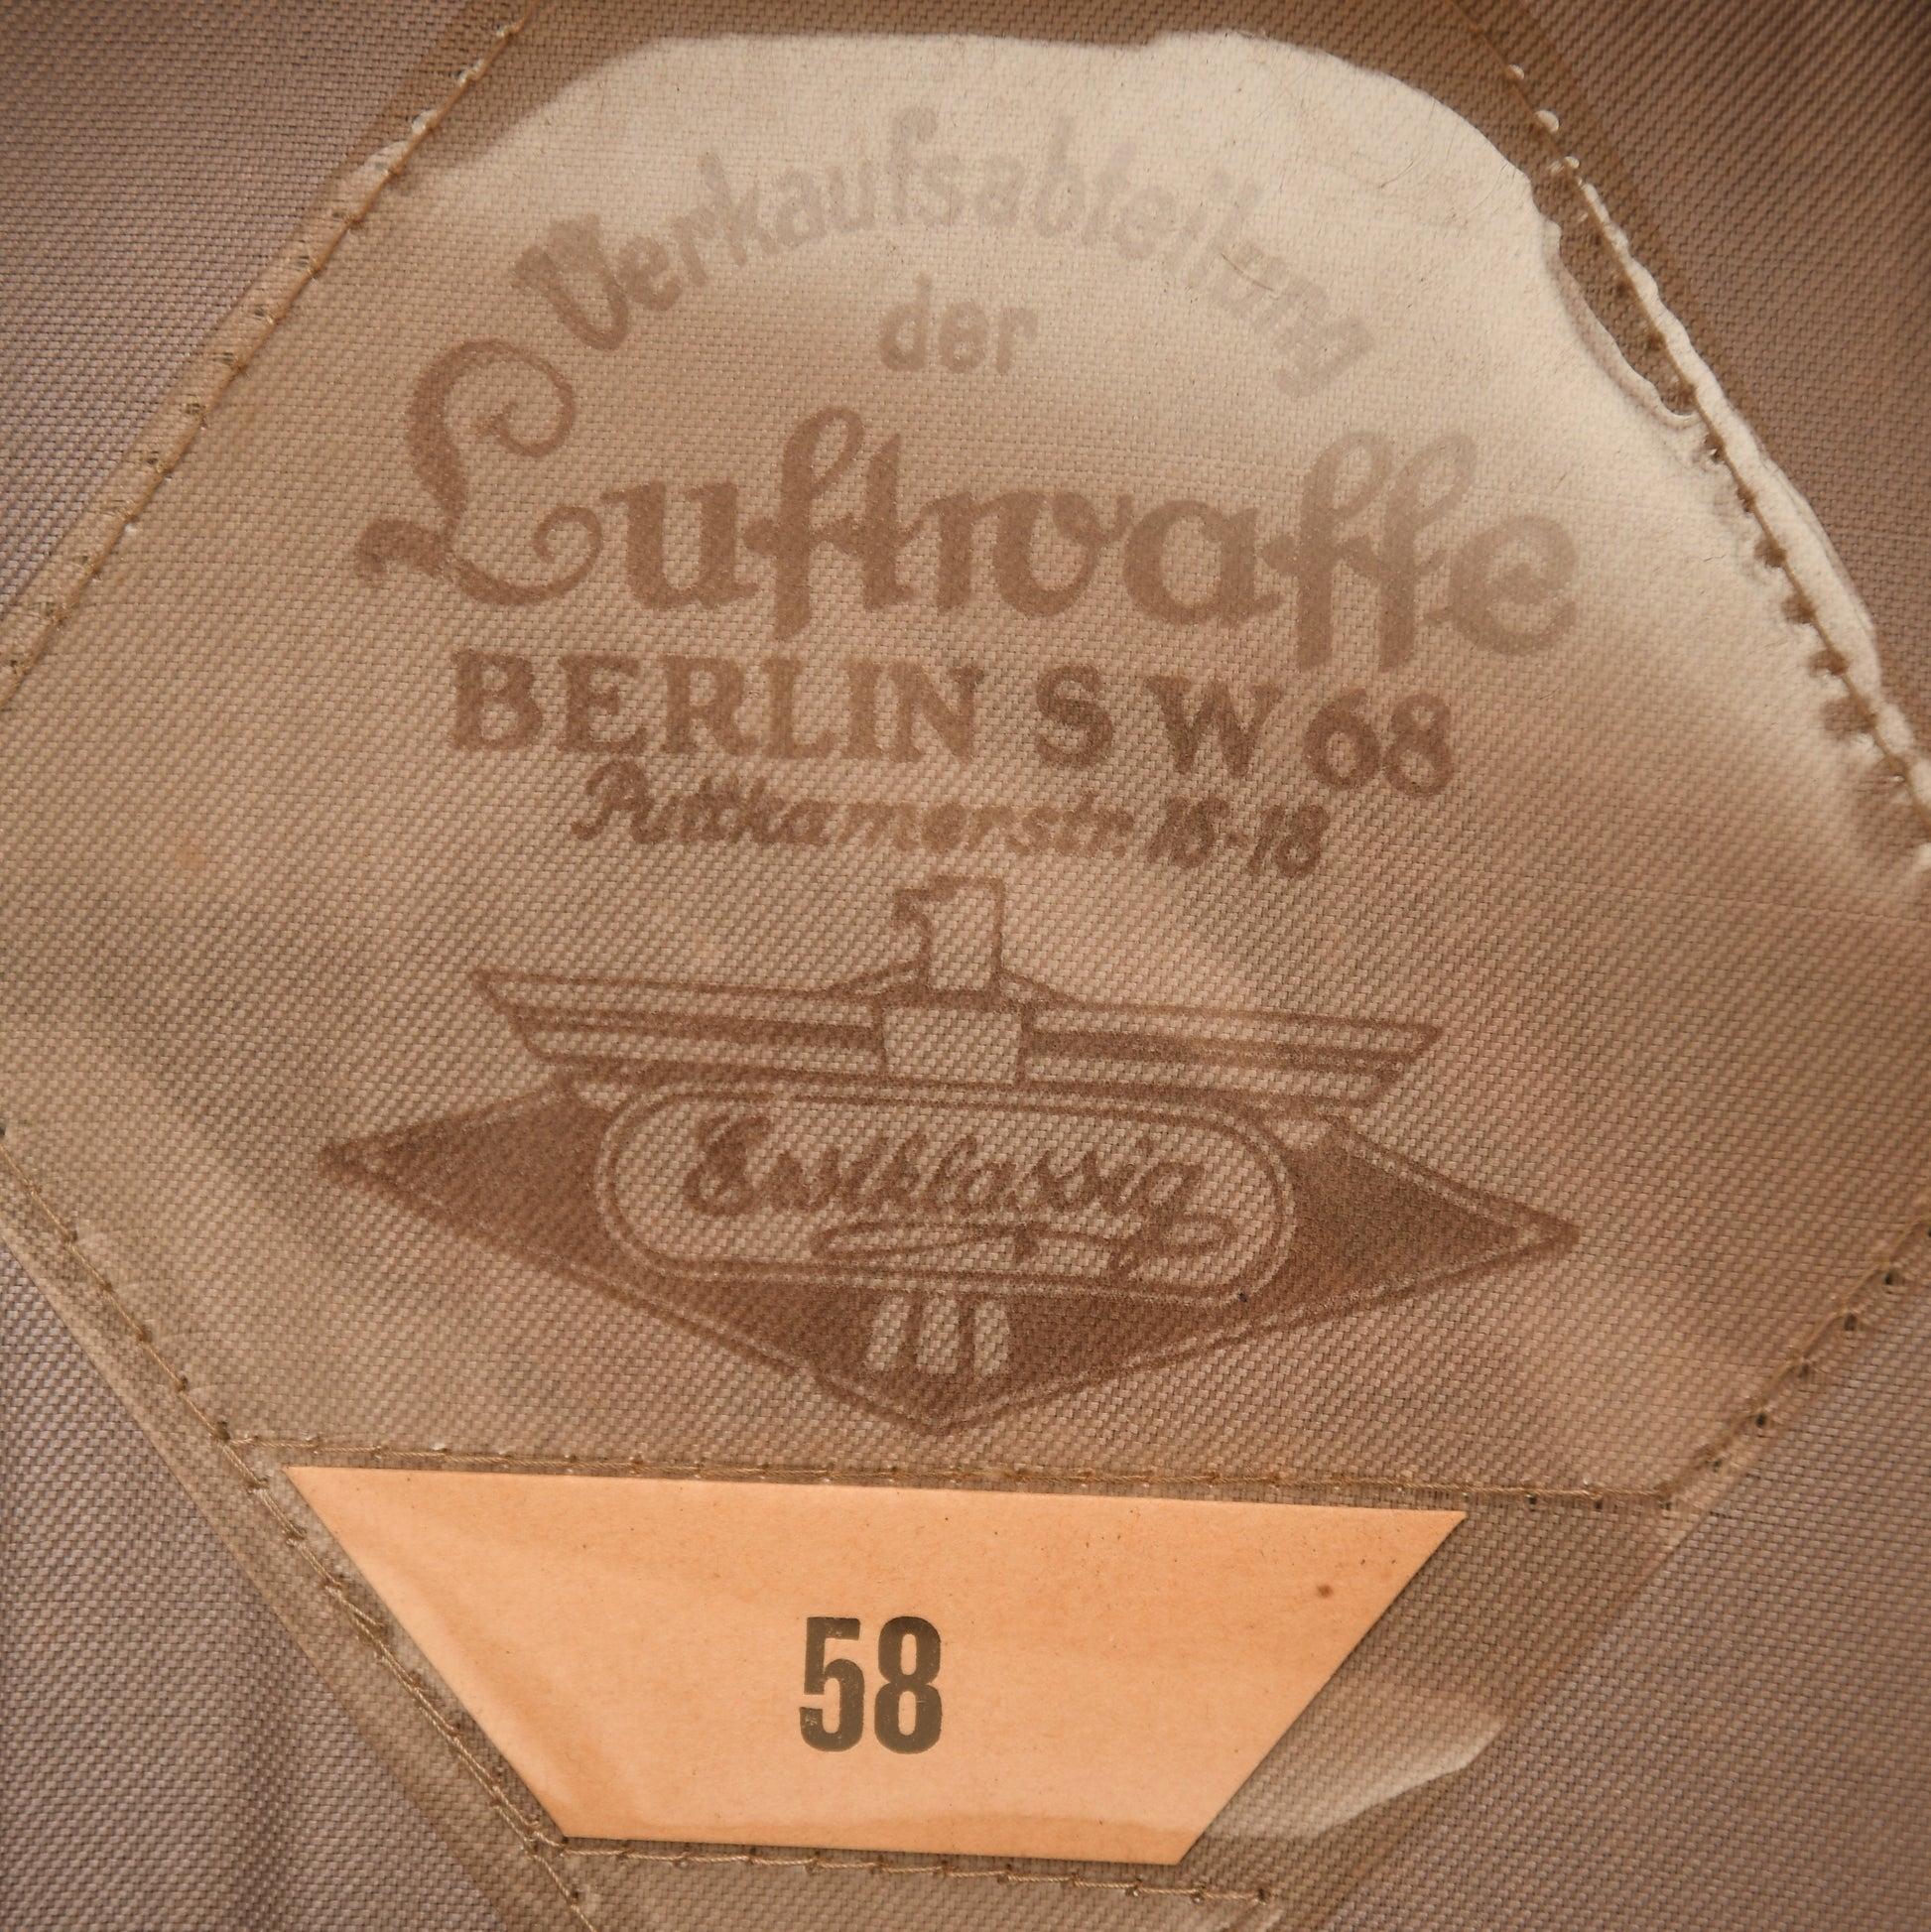 Verkaufsabteilung
der
Luftwaffe
BERLIN SW 68
Puttkamerstr. 16-18
Erstklassig
58